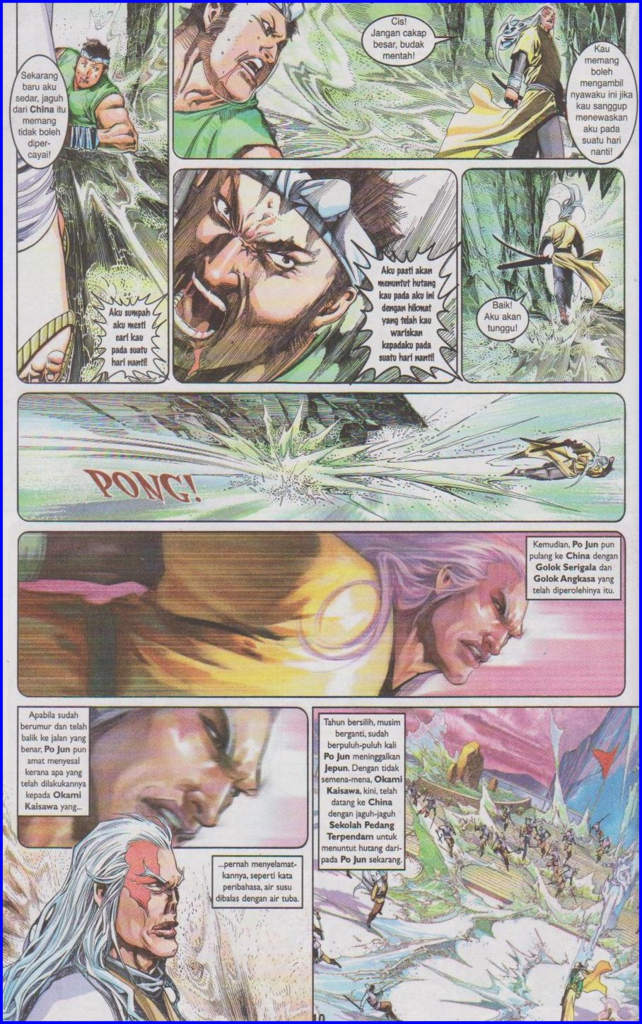 Sekarang
baru aku
sedar, jaguh
dari China itu
memang
tidak boleh
diper-
cayai!
Aku sumpah
aku mesti
cari kau
pada suatu
hari nanti!
Cis!
Jangan cakap
besar, budak
mentah!
Kau
memang
boleh
mengambil
nyawaku ini jika
kau sanggup
menewaskan
aku pada
suatu hari
nanti!
Aku pasti akan
menuntut hutang
kau pada aku ini
dengan hikmat
yang telah kau
wariskan
kepadaku pada
suatu hari nanti!
Baik!
Aku akan
tunggu!
PONG!
Kemudian, Po Jun pun
pulang ke China dengan
Golok Serigala dan
Golok Angkasa yang
telah diperolehinya itu.
Apabila sudah
berumur dan telah
balik ke jalan yang
benar, Po Jun pun
amat menyesal
kerana apa yang
telah dilakukannya
kepada Okami
Kaisawa yang...
...pernah menyelamat-
kannya, seperti kata
peribahasa, air susu
dibalas dengan air tuba.
Tahun bersilih, musim
berganti, sudah
berpuluh-puluh kali
Po Jun meninggalkan
Jepun. Dengan tidak
semena-mena, Okami
Kaisawa, kini, telah
datang ke China
dengan jaguh-jaguh
Sekolah Pedang
Terpendam untuk
menuntut hutang dari-
pada Po Jun sekarang.